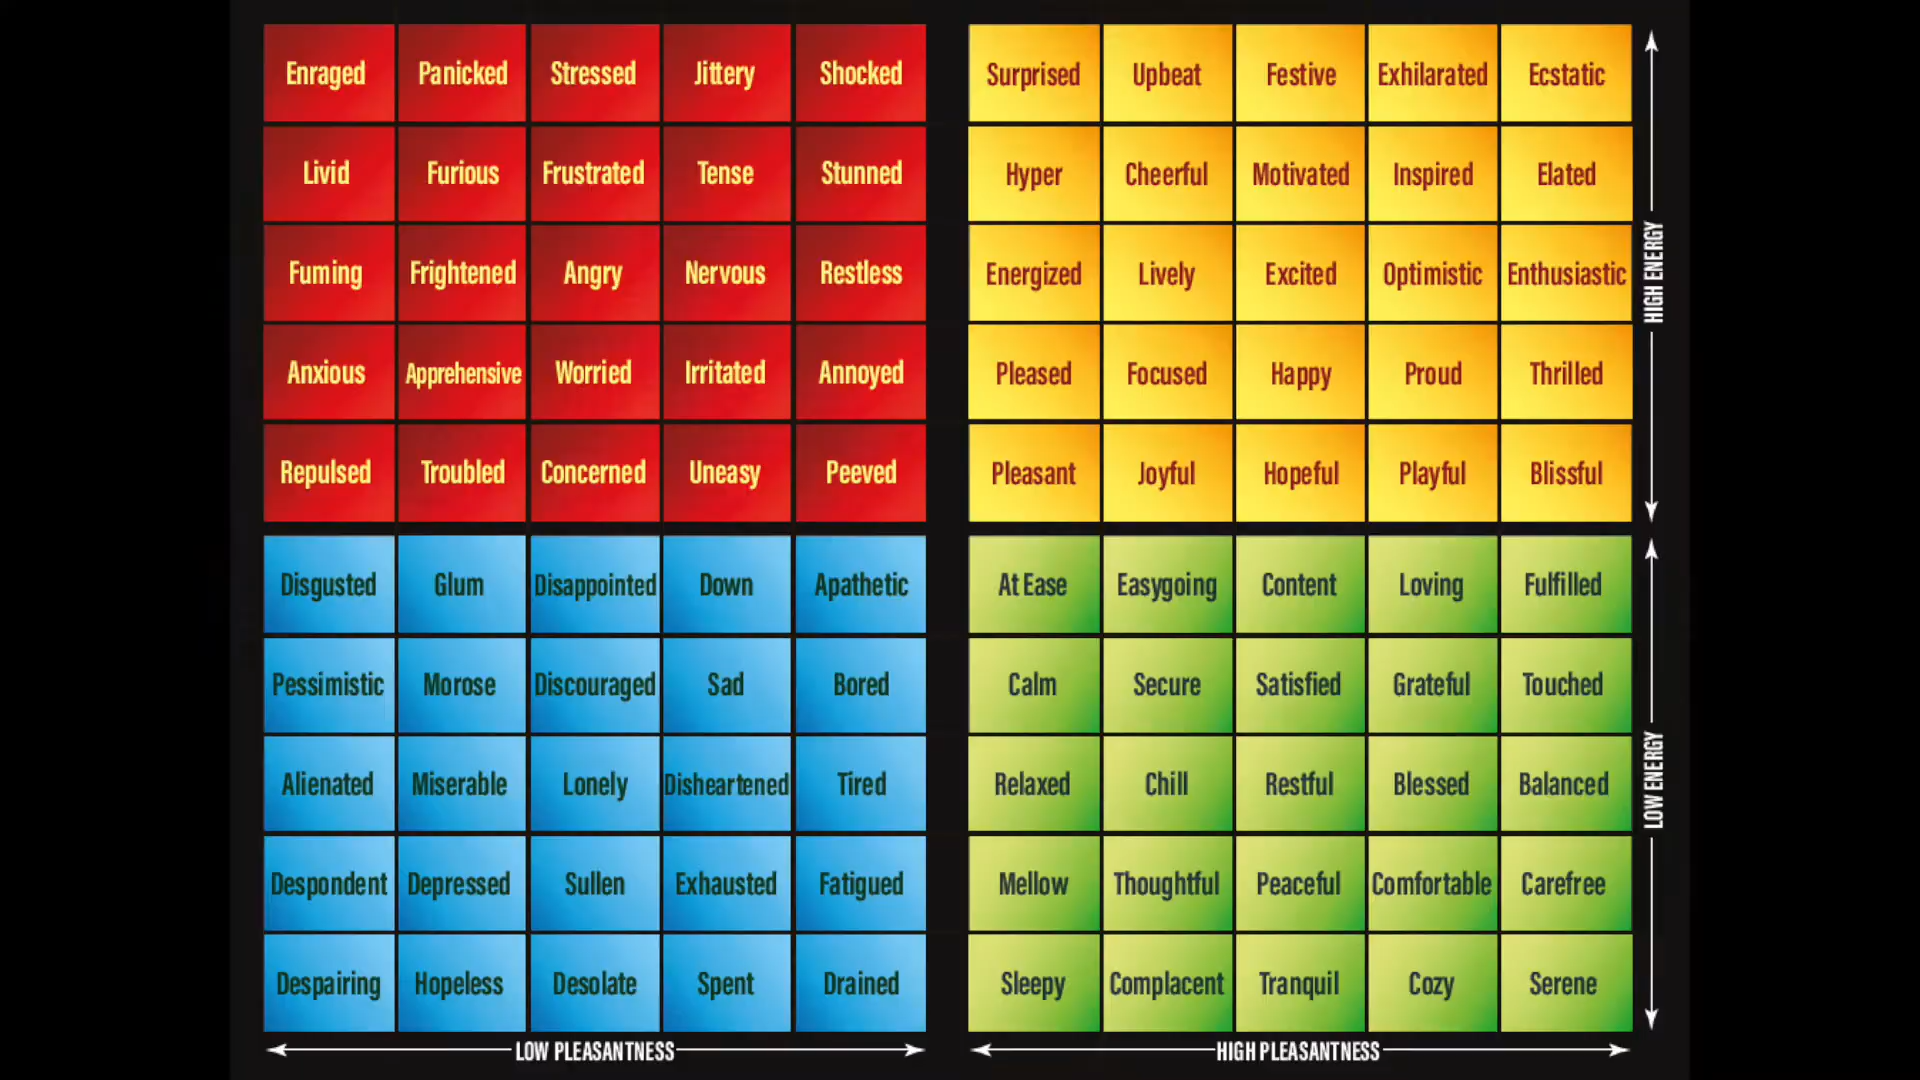 Enraged Panicked Stressed Jittery Shocked Surprised Upbeat Festive Exhilarated Ecstatic
Livid Furious Frustrated Tense Stunned Hyper Cheerful Motivated Inspired Elated
Fuming Frightened Angry Nervous Restless Energized Lively Excited Optimistic Enthusiastic
Anxious Apprehensive Worried Irritated Annoyed Pleased Focused Happy Proud Thrilled
Repulsed Troubled Concerned Uneasy Peeved Pleasant Joyful Hopeful Playful Blissful
HIGH ENERGY
Disgusted Glum Disappointed Down Apathetic At Ease Easygoing Content Loving Fulfilled
Pessimistic Morose Discouraged Sad Bored Calm Secure Satisfied Grateful Touched
Alienated Miserable Lonely Disheartened Tired Relaxed Chill Restful Blessed Balanced
Despondent Depressed Sullen Exhausted Fatigued Mellow Thoughtful Peaceful Comfortable Carefree
Despairing Hopeless Desolate Spent Drained Sleepy Complacent Tranquil Cozy Serene
LOW ENERGY
LOW PLEASANTNESS HIGH PLEASANTNESS